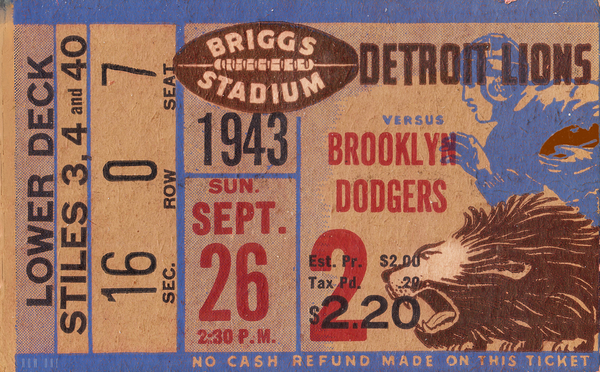 LOWER DECK
STILES 3, 4 and 40
16 0 7
SEC. ROW SEAT
BRIGGS
STADIUM
DETROIT LIONS
1943
VERSUS
BROOKLYN
DODGERS
SUN.
SEPT.
26
2:30 P.M.
2
Est. Pr. $2.00
Tax Pd. .20
$2.20
NO CASH REFUND MADE ON THIS TICKET